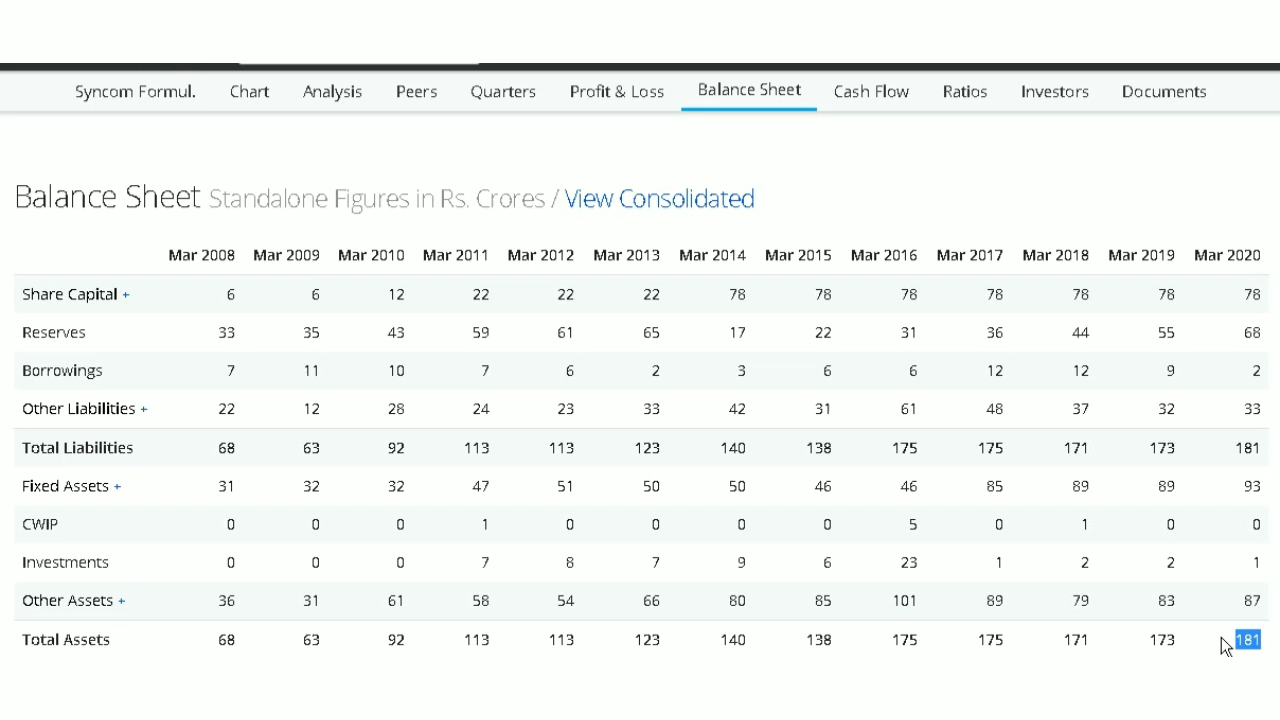 Syncom Formul. Chart Analysis Peers Quarters Profit & Loss Balance Sheet Cash Flow Ratios Investors Documents
Balance Sheet Standalone Figures in Rs. Crores / View Consolidated
Mar 2008 Mar 2009 Mar 2010 Mar 2011 Mar 2012 Mar 2013 Mar 2014 Mar 2015 Mar 2016 Mar 2017 Mar 2018 Mar 2019 Mar 2020
Share Capital + 6 6 12 22 22 22 78 78 78 78 78 78 78
Reserves 33 35 43 59 61 65 17 22 31 36 44 55 68
Borrowings 7 11 10 7 6 2 3 6 6 12 12 9 2
Other Liabilities + 22 12 28 24 23 33 42 31 61 48 37 32 33
Total Liabilities 68 63 92 113 113 123 140 138 175 175 171 173 181
Fixed Assets + 31 32 32 47 51 50 50 46 46 85 89 89 93
CWIP 0 0 0 1 0 0 0 0 5 0 1 0 0
Investments 0 0 0 7 8 7 9 6 23 1 2 2 1
Other Assets + 36 31 61 58 54 66 80 85 101 89 79 83 87
Total Assets 68 63 92 113 113 123 140 138 175 175 171 173 181